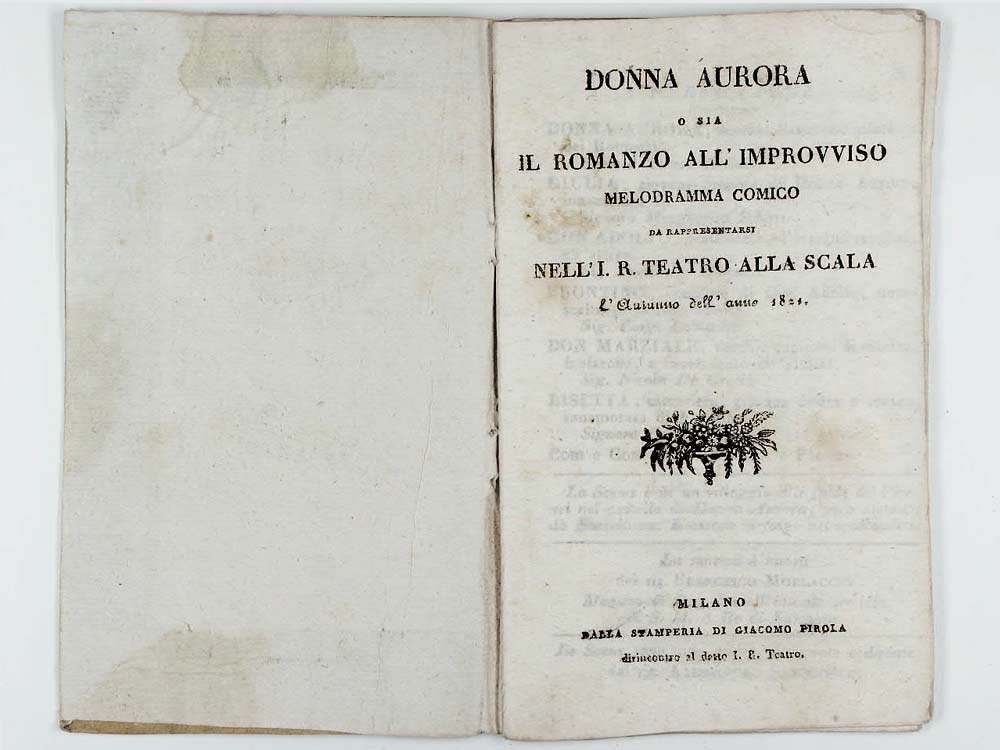 DONNA AURORA
O SIA
IL ROMANZO ALL' IMPROVVISO
MELODRAMMA COMICO
DA RAPPRESENTARSI
NELL' I. R. TEATRO ALLA SCALA
L' Autunno dell' anno 1821.
MILANO
DALLA STAMPERIA DI GIACOMO PIROLA
dirincontro al detto I. R. Teatro.